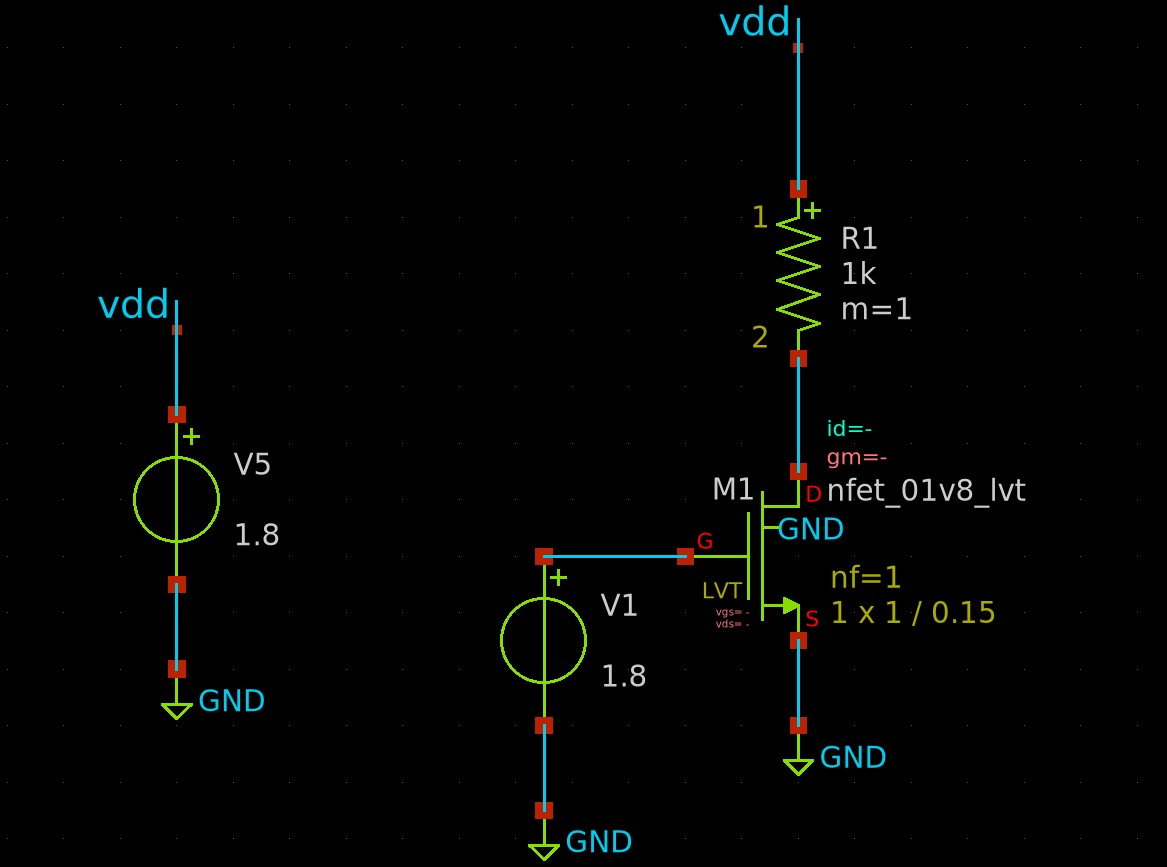 vdd
1
R1
1k
m=1
2
vdd
V5
1.8
GND
id=-
gm=-
M1
D
nfet_01v8_lvt
GND
G
LVT
nf=1
1 x 1 / 0.15
vgs=-
vds=-
S
V1
1.8
GND
GND